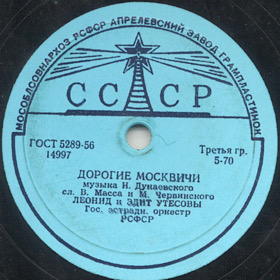 МОСОБЛСОВНАРХОЗ РСФСР АПРЕЛЕВСКИЙ ЗАВОД ГРАМПЛАСТИНОК
СССР
ГОСТ 5289-56
14997
Третья гр.
5-70
ДОРОГИЕ МОСКВИЧИ
музыка И. Дунаевского
сл. В. Масса и М. Червинского
ЛЕОНИД и ЭДИТ УТЕСОВЫ
Гос. эстрадн. оркестр
РСФСР